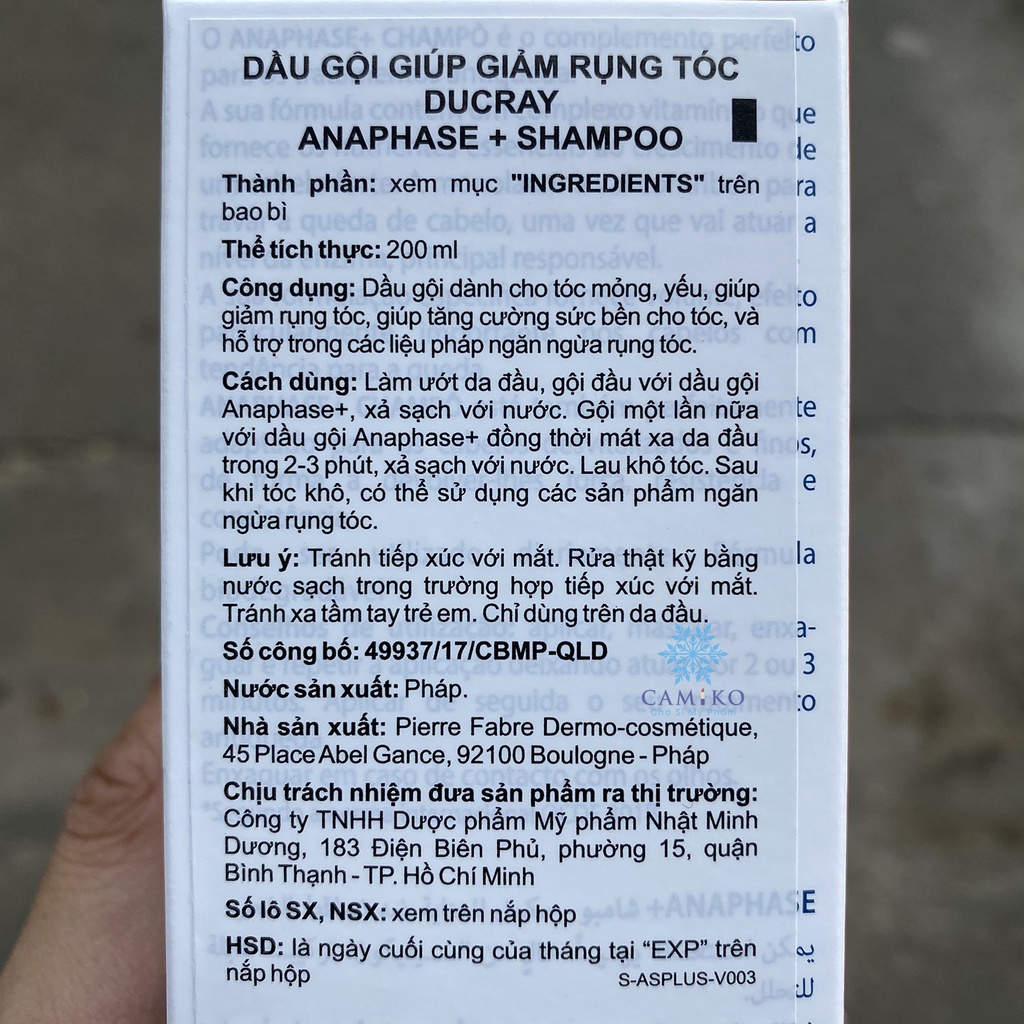 DẦU GỘI GIÚP GIẢM RỤNG TÓC
DUCRAY
ANAPHASE + SHAMPOO
Thành phần: xem mục "INGREDIENTS" trên
bao bì
Thể tích thực: 200 ml
Công dụng: Dầu gội dành cho tóc mỏng, yếu, giúp
giảm rụng tóc, giúp tăng cường sức bền cho tóc, và
hỗ trợ trong các liệu pháp ngăn ngừa rụng tóc.
Cách dùng: Làm ướt da đầu, gội đầu với dầu gội
Anaphase+, xả sạch với nước. Gội một lần nữa
với dầu gội Anaphase+ đồng thời mát xa da đầu
trong 2-3 phút, xả sạch với nước. Lau khô tóc. Sau
khi tóc khô, có thể sử dụng các sản phẩm ngăn
ngừa rụng tóc.
Lưu ý: Tránh tiếp xúc với mắt. Rửa thật kỹ bằng
nước sạch trong trường hợp tiếp xúc với mắt.
Tránh xa tầm tay trẻ em. Chỉ dùng trên da đầu.
Số công bố: 49937/17/CBMP-QLD
CAMIKO
Nước sản xuất: Pháp.
Nhà sản xuất: Pierre Fabre Dermo-cosmétique,
45 Place Abel Gance, 92100 Boulogne - Pháp
Chịu trách nhiệm đưa sản phẩm ra thị trường:
Công ty TNHH Dược phẩm Mỹ phẩm Nhật Minh
Dương, 183 Điện Biên Phủ, phường 15, quận
Bình Thạnh - TP. Hồ Chí Minh
Số lô SX, NSX: xem trên nắp hộp
HSD: là ngày cuối cùng của tháng tại “EXP” trên
nắp hộp
S-ASPLUS-V003